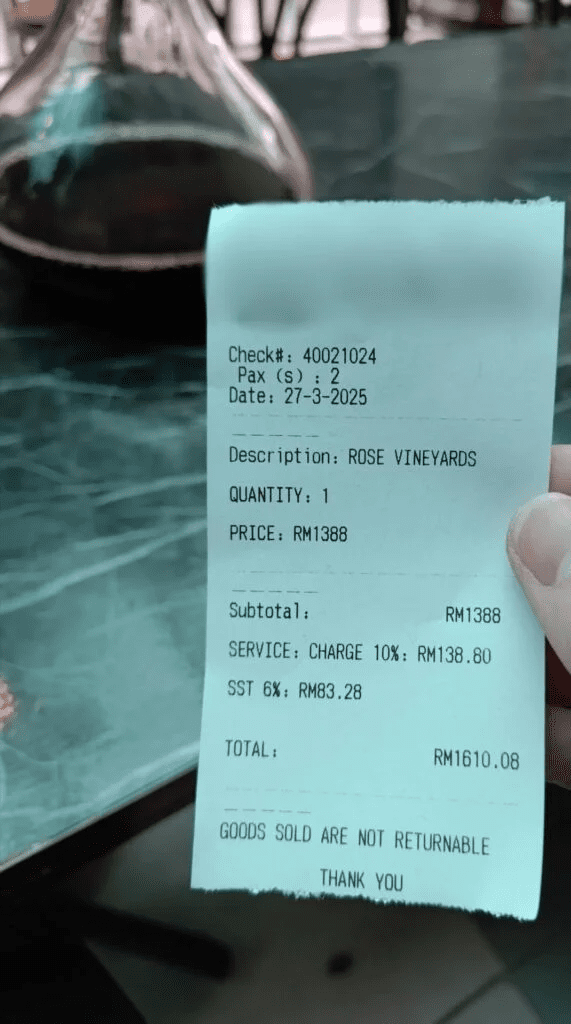 Check#: 40021024
Pax (s) : 2
Date: 27-3-2025
Description: ROSE VINEYARDS
QUANTITY: 1
PRICE: RM1388
Subtotal: RM1388
SERVICE: CHARGE 10%: RM138.80
SST 6%: RM83.28
TOTAL: RM1610.08
GOODS SOLD ARE NOT RETURNABLE
THANK YOU